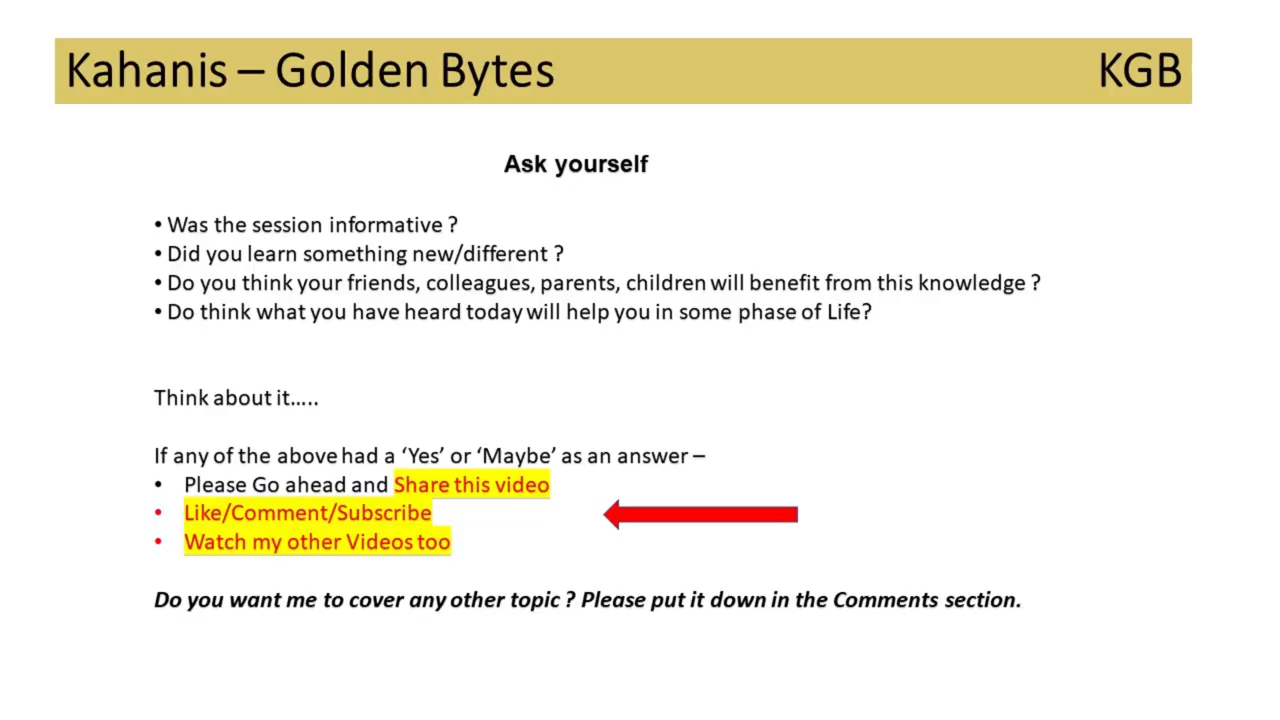 Kahanis – Golden Bytes KGB
Ask yourself
• Was the session informative ?
• Did you learn something new/different ?
• Do you think your friends, colleagues, parents, children will benefit from this knowledge ?
• Do think what you have heard today will help you in some phase of Life?
Think about it…..
If any of the above had a ‘Yes’ or ‘Maybe’ as an answer –
• Please Go ahead and Share this video
• Like/Comment/Subscribe
• Watch my other Videos too
Do you want me to cover any other topic ? Please put it down in the Comments section.